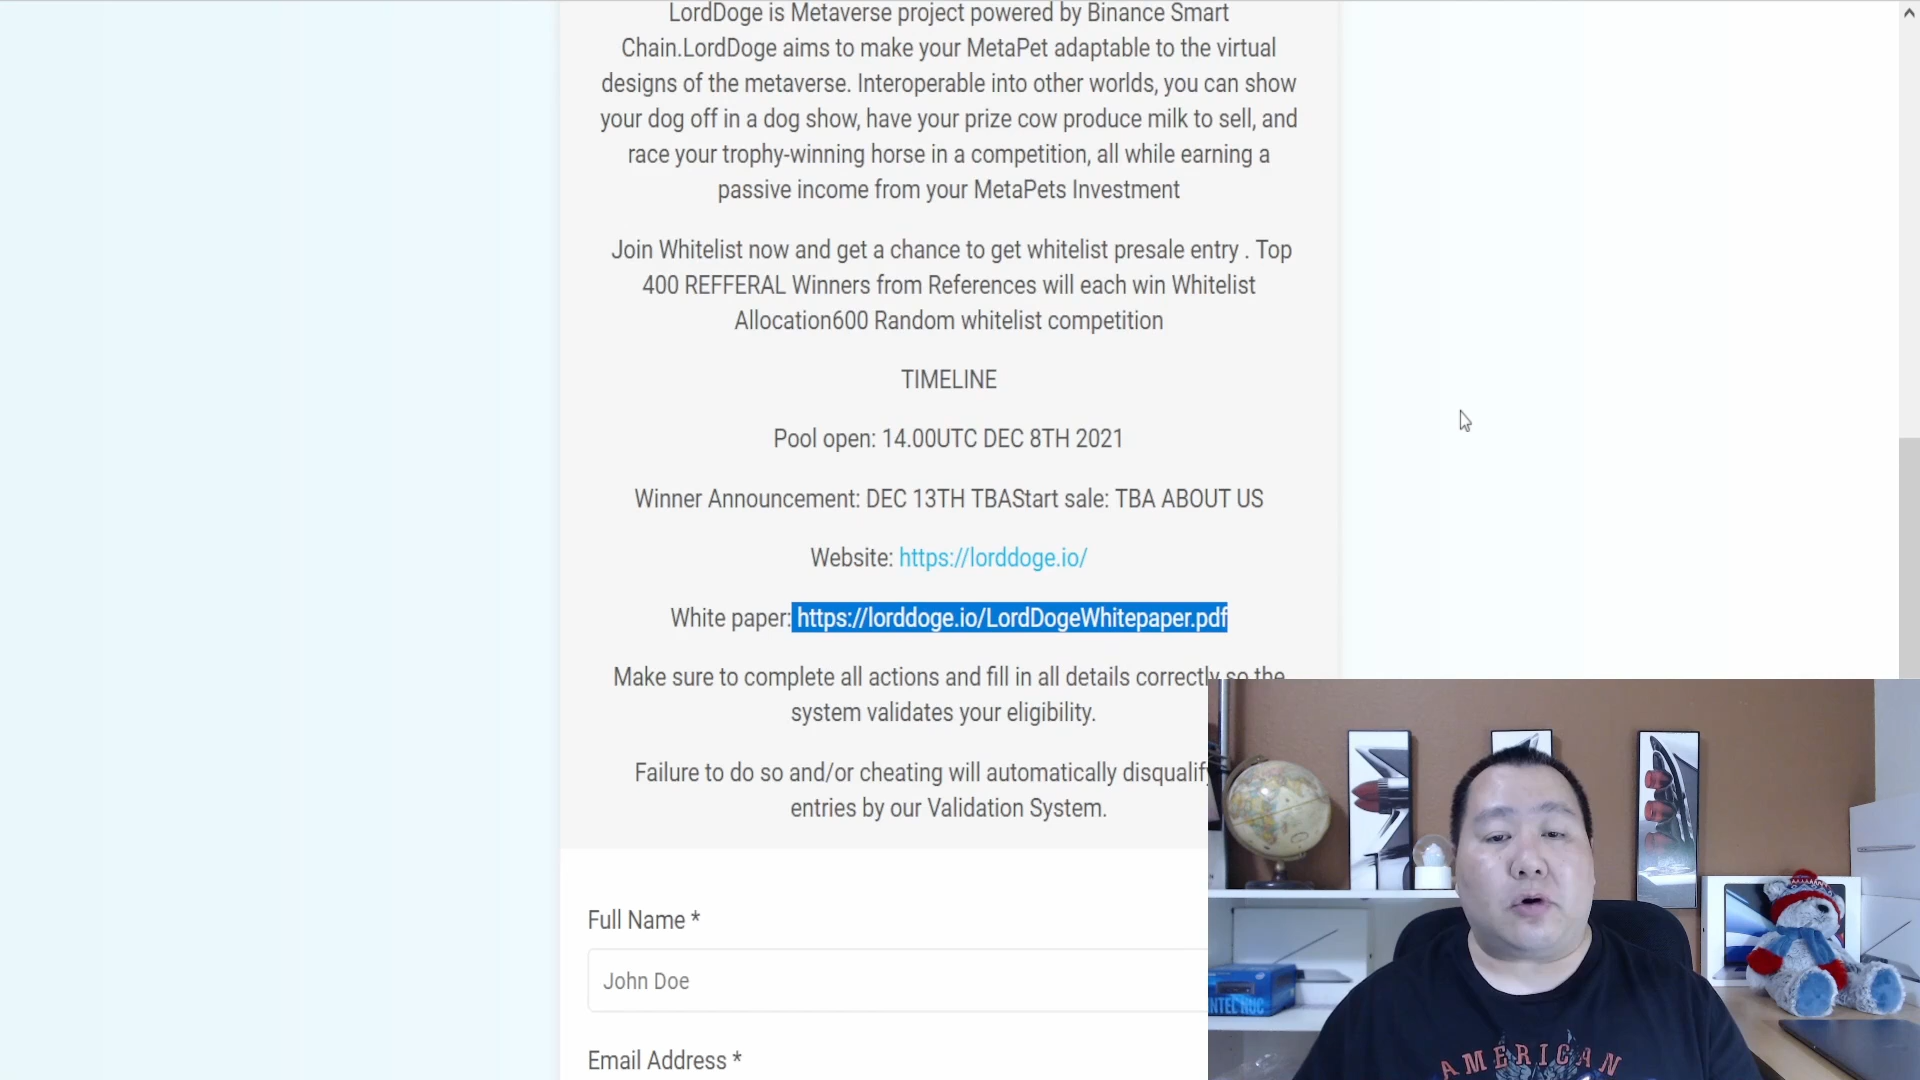 LordDoge is Metaverse project powered by Binance Smart
Chain.LordDoge aims to make your MetaPet adaptable to the virtual
designs of the metaverse. Interoperable into other worlds, you can show
your dog off in a dog show, have your prize cow produce milk to sell, and
race your trophy-winning horse in a competition, all while earning a
passive income from your MetaPets Investment
Join Whitelist now and get a chance to get whitelist presale entry . Top
400 REFFERAL Winners from References will each win Whitelist
Allocation600 Random whitelist competition
TIMELINE
Pool open: 14.00UTC DEC 8TH 2021
Winner Announcement: DEC 13TH TBAStart sale: TBA ABOUT US
Website: https://lorddoge.io/
White paper: https://lorddoge.io/LordDogeWhitepaper.pdf
Make sure to complete all actions and fill in all details correctly so the
system validates your eligibility.
Failure to do so and/or cheating will automatically disqualify
entries by our Validation System.
Full Name *
John Doe
Email Address *
INTEL NUC
AMERICAN